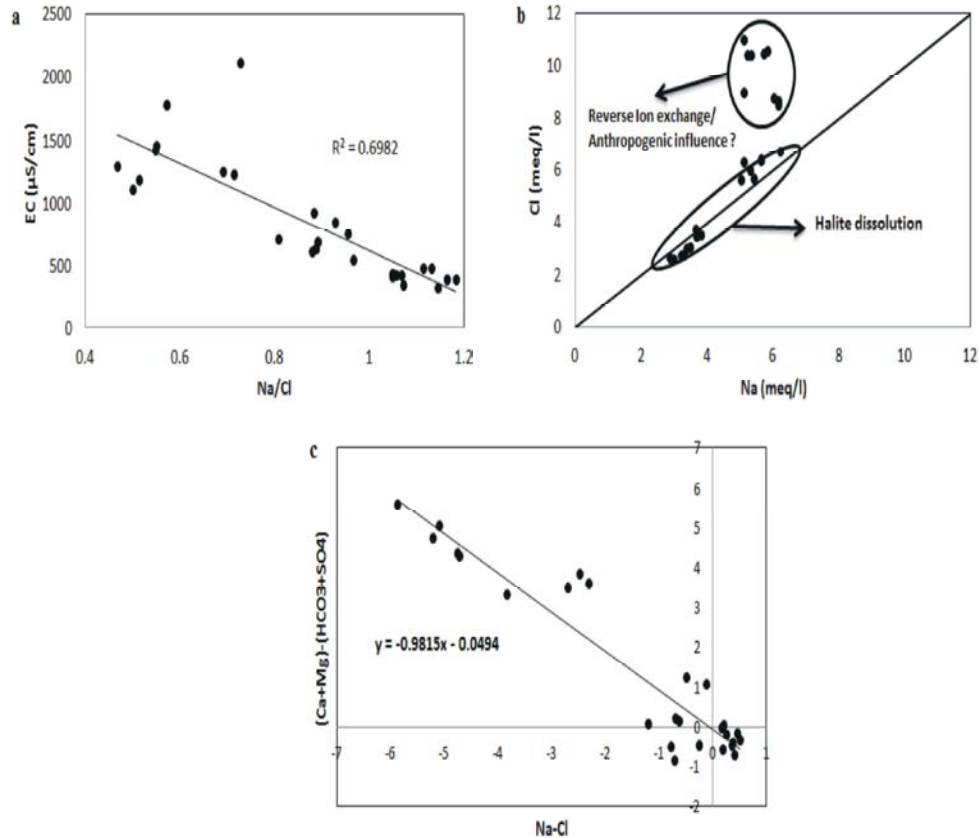 a
2500
2000
1500
1000
500
0
EC (µS/cm)
R² = 0.6982
0.4 0.6 0.8 1 1.2
Na/Cl
b
12
10
8
6
4
2
0
Cl (meq/l)
Reverse Ion exchange/
Anthropogenic influence ?
Halite dissolution
0 2 4 6 8 10 12
Na (meq/l)
c
7
6
5
4
3
2
1
0
-1
-2
(Ca+Mg)-(HCO3+SO4)
y = -0.9815x - 0.0494
-7 -6 -5 -4 -3 -2 -1 0 1
Na-Cl